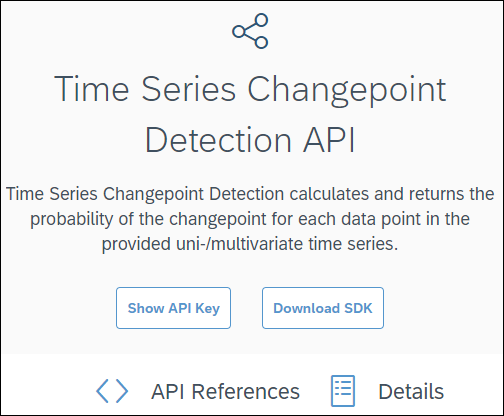 Time Series Changepoint
Detection API
Time Series Changepoint Detection calculates and returns the
probability of the changepoint for each data point in the
provided uni-/multivariate time series.
Show API Key
Download SDK
API References
Details